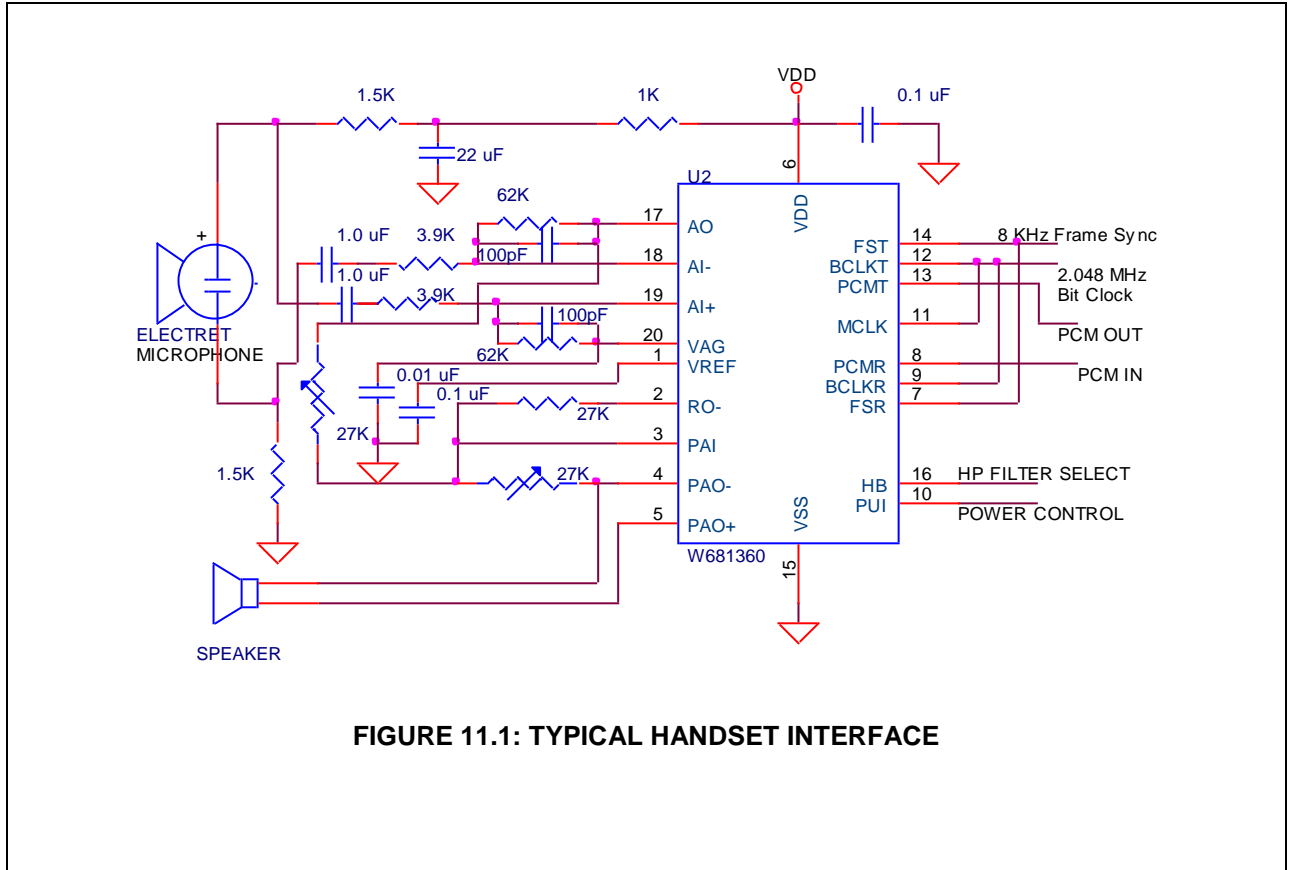 VDD
1.5K
1K
0.1 uF
22 uF
6
U2
62K
17
AO
VDD
14
FST
8 KHz Frame Sync
1.0 uF
3.9K
100pF
18
AI-
12
BCLKT
13
PCMT
2.048 MHz
Bit Clock
1.0 uF
3.9K
19
AI+
+
-
100pF
11
MCLK
PCM OUT
ELECTRET
MICROPHONE
62K
20
VAG
1
VREF
8
PCMR
PCM IN
0.01 uF
0.1 uF
9
BCLKR
2
RO-
7
FSR
27K
27K
3
PAI
1.5K
27K
4
PAO-
16
HB
HP FILTER SELECT
10
PUI
POWER CONTROL
5
PAO+
VSS
W681360
15
SPEAKER
FIGURE 11.1: TYPICAL HANDSET INTERFACE